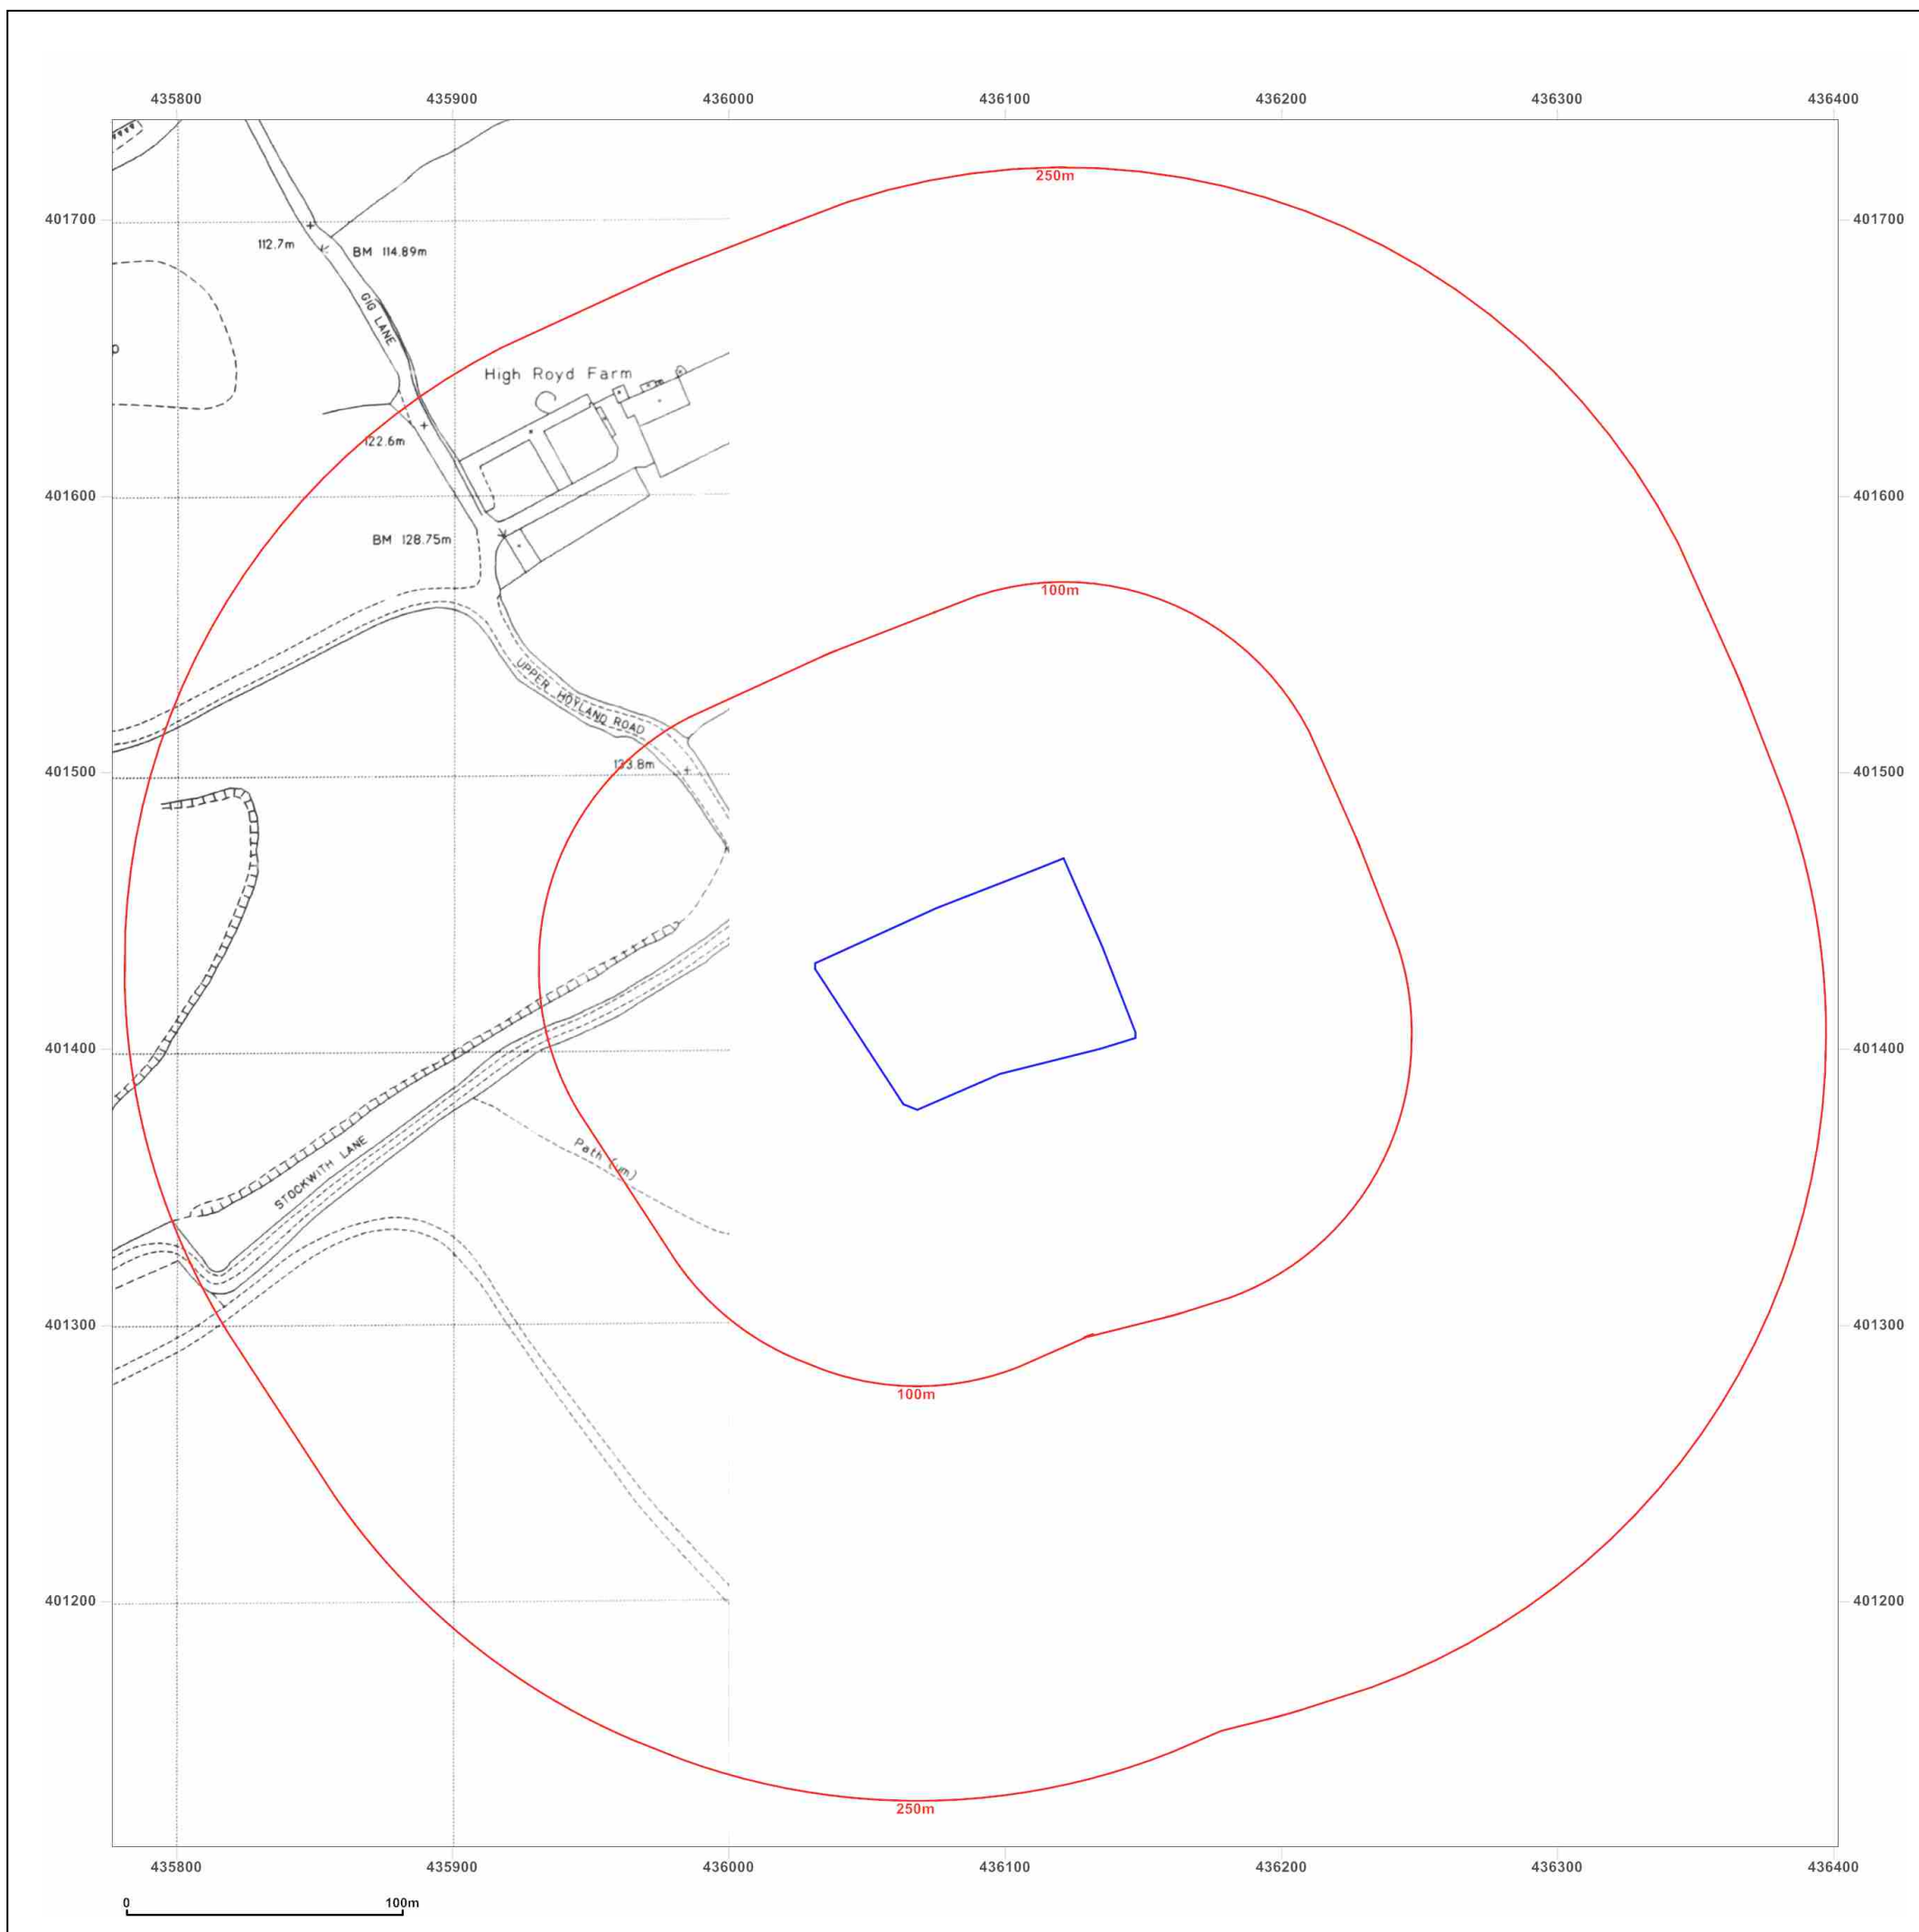 435800 435900 436000 436100 436200 436300 436400
250m
401700 401700
112.7m
BM 114.89m
GIG LANE
High Royd Farm
122.6m
401600 401600
BM 128.75m
100m
UPPER HOYLAND ROAD
133.8m
401500 401500
401400 401400
Path (um)
STOCKWITH LANE
401300 401300
100m
401200 401200
250m
435800 435900 436000 436100 436200 436300 436400
0 100m